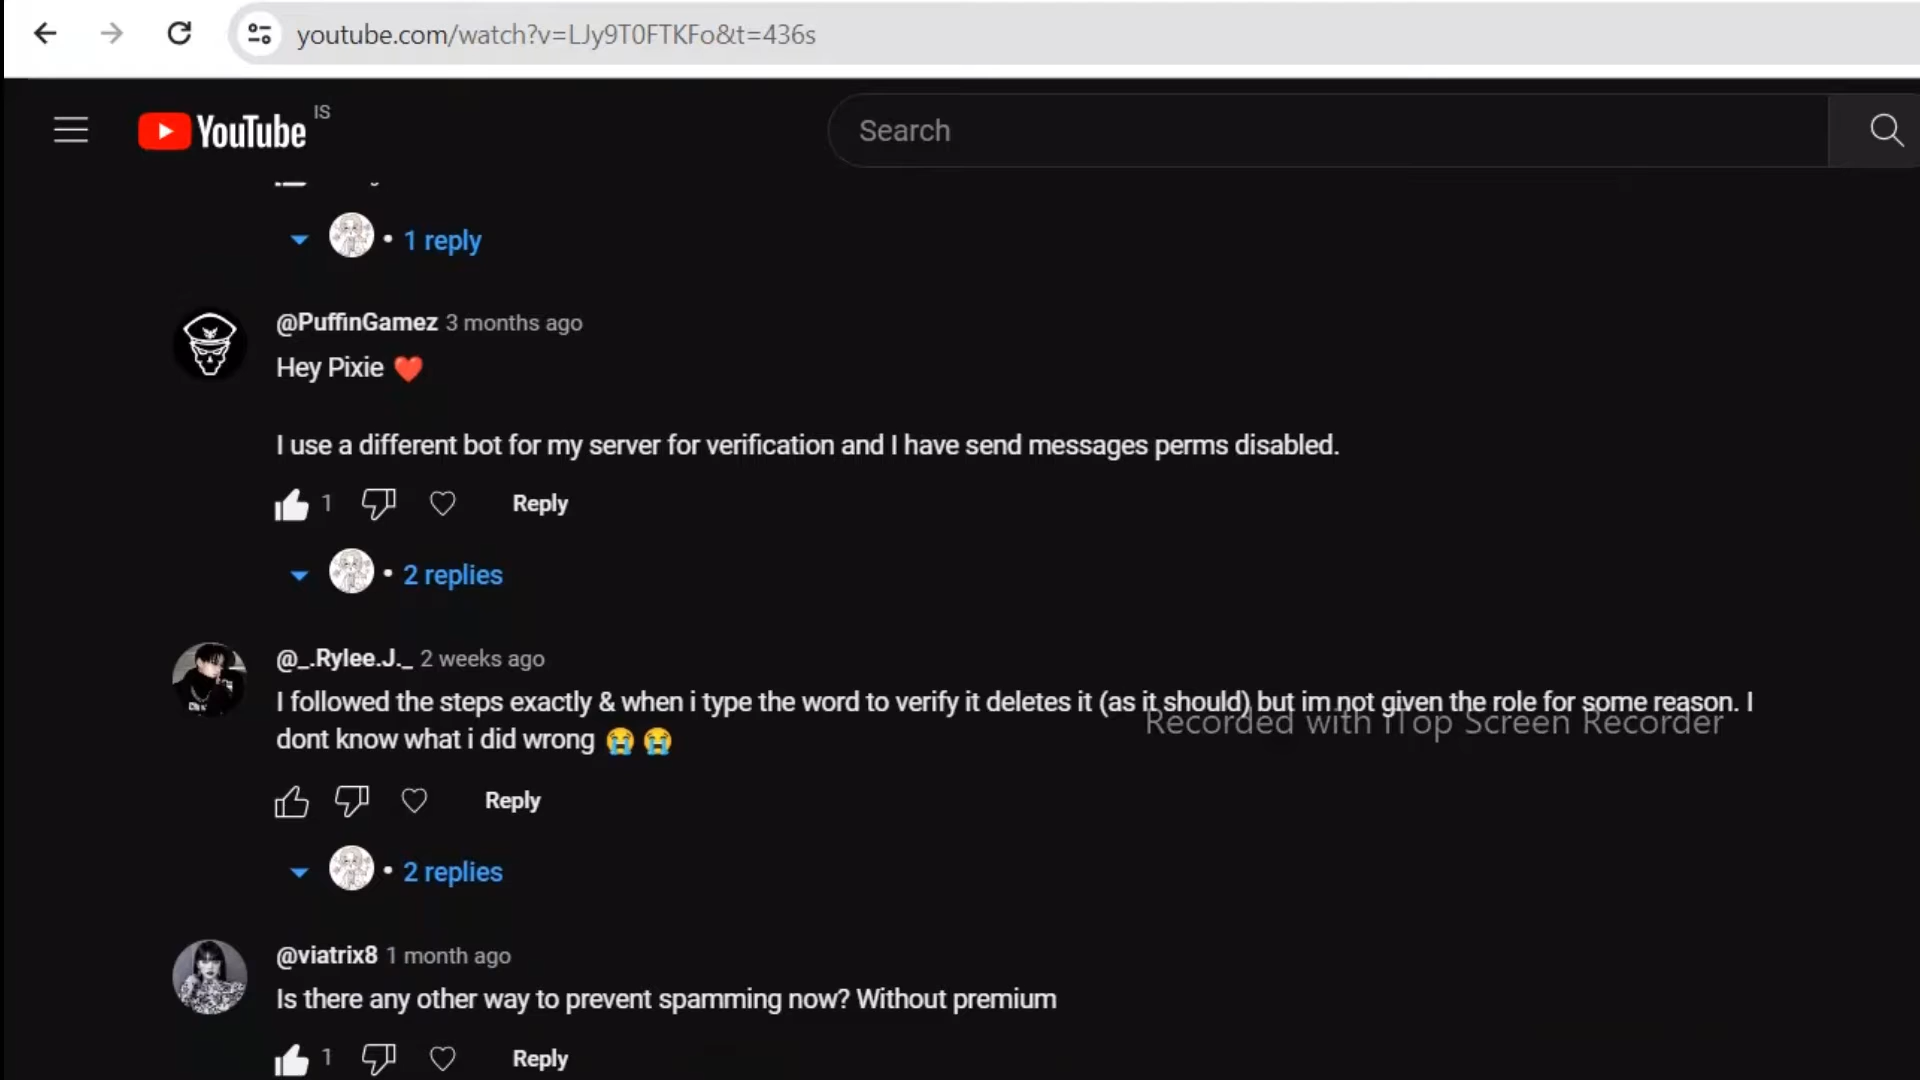 youtube.com/watch?v=LJy9T0FTKFo&t=436s
YouTube IS
Search
1 reply
@PuffinGamez 3 months ago
Hey Pixie ❤️
I use a different bot for my server for verification and I have send messages perms disabled.
1 Reply
2 replies
@_.Rylee.J._ 2 weeks ago
I followed the steps exactly & when i type the word to verify it deletes it (as it should) but im not given the role for some reason. I
dont know what i did wrong 😭 😭
Recorded with iTop Screen Recorder
Reply
2 replies
@viatrix8 1 month ago
Is there any other way to prevent spamming now? Without premium
1 Reply